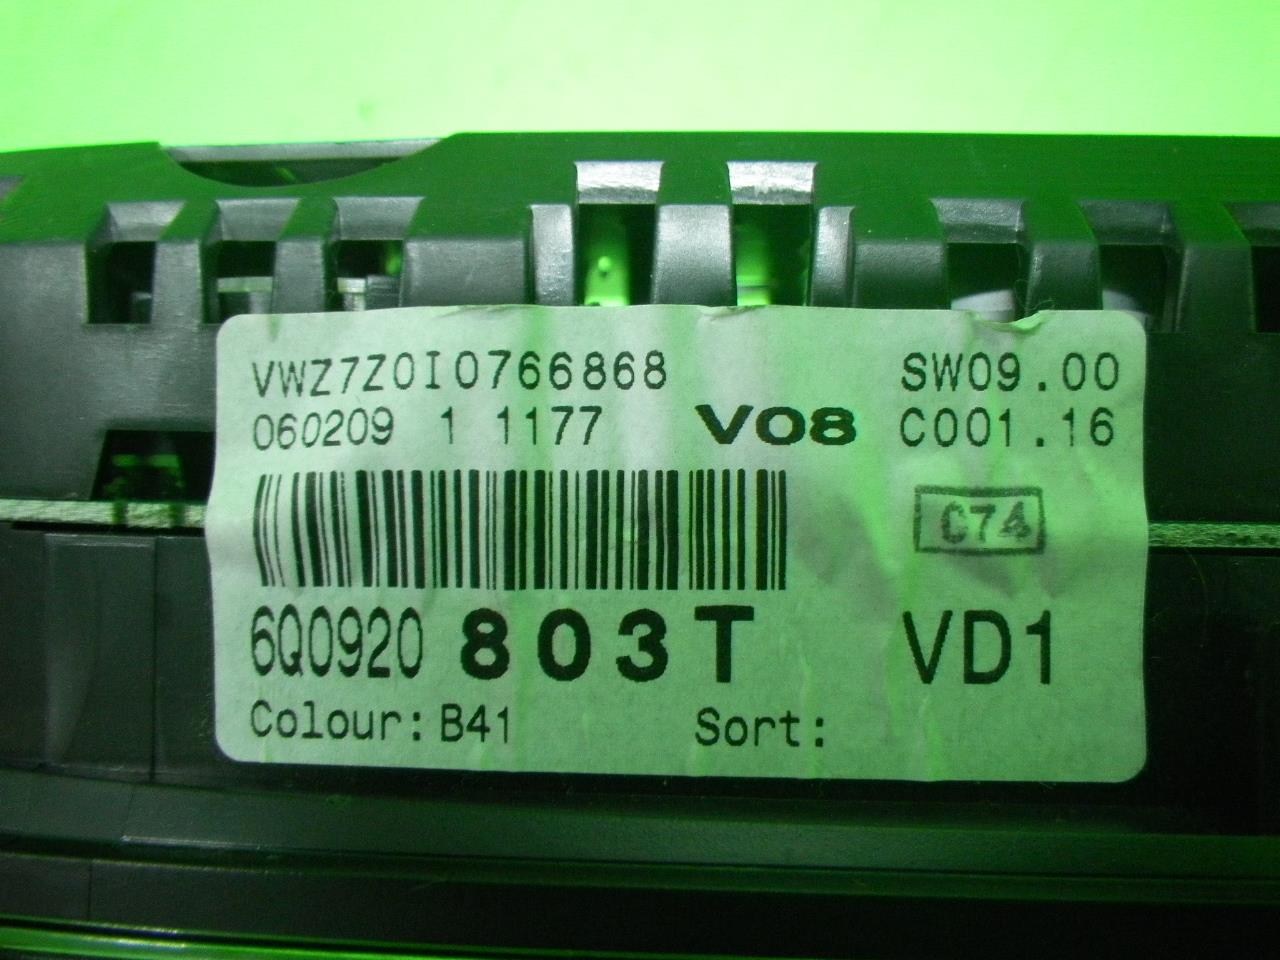 VWZ7Z0I0766868 SW09.00
060209 1 1177 V08 C001.16
C74
6Q0920 803T VD1
Colour: B41 Sort: